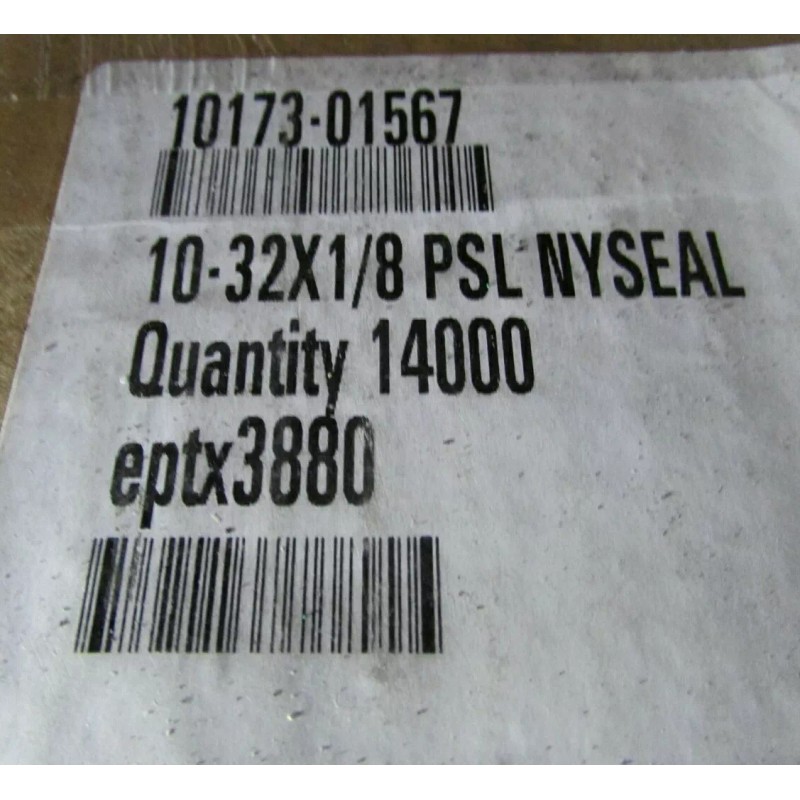 10173-01567
10-32X1/8 PSL NYSEAL
Quantity 14000
eptx3880